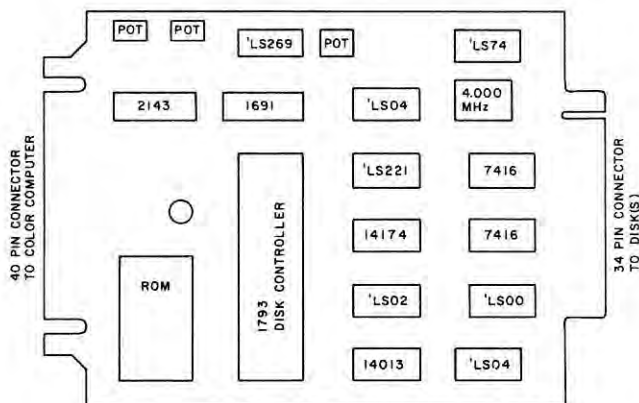 POT
POT
'LS269
POT
'LS74
2143
1691
'LS04
4.000
MHz
'LS221
7416
14174
7416
ROM
1793
DISK CONTROLLER
'LS02
'LS00
14013
'LS04
40 PIN CONNECTOR
TO COLOR COMPUTER
34 PIN CONNECTOR
TO DISK(S)